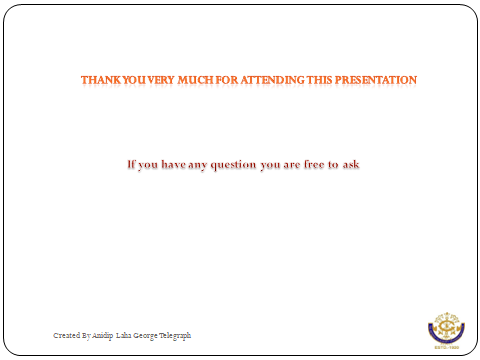 THANK YOU VERY MUCH FOR ATTENDING THIS PRESENTATION
If you have any question you are free to ask
Created By Anidip Laha George Telegraph